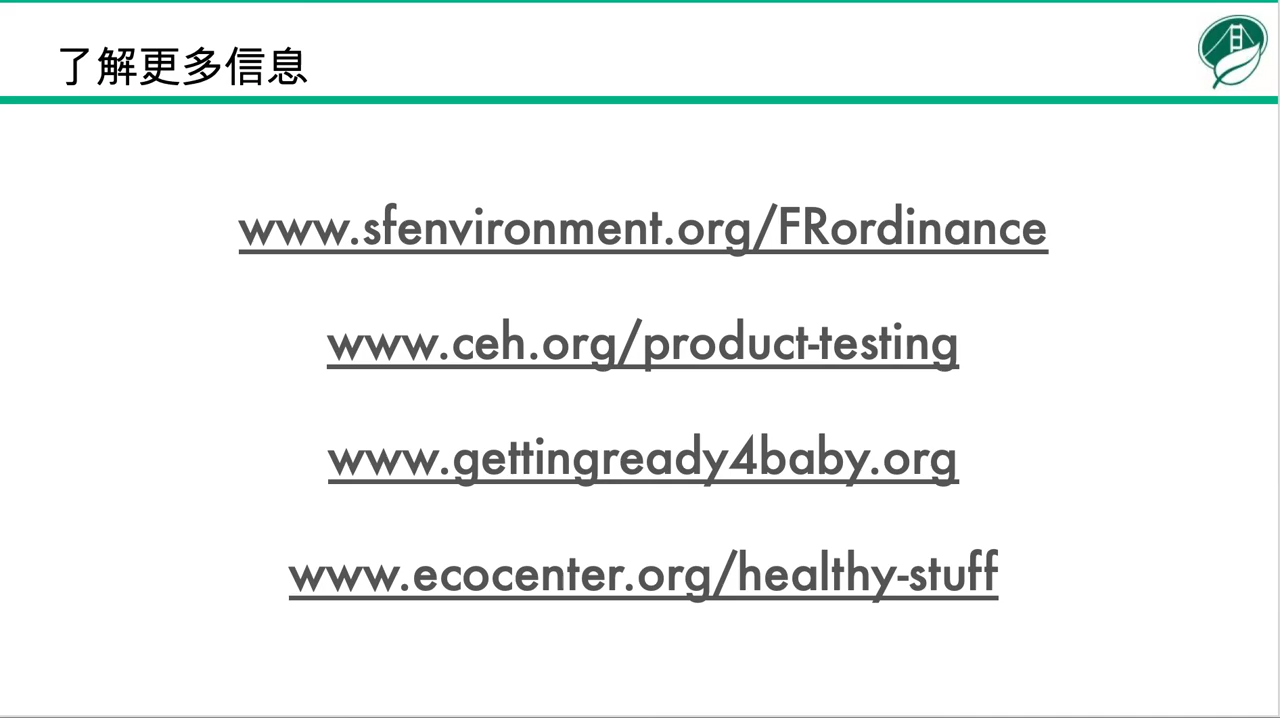 了解更多信息
www.sfenvironment.org/FRordinance
www.ceh.org/product-testing
www.gettingready4baby.org
www.ecocenter.org/healthy-stuff